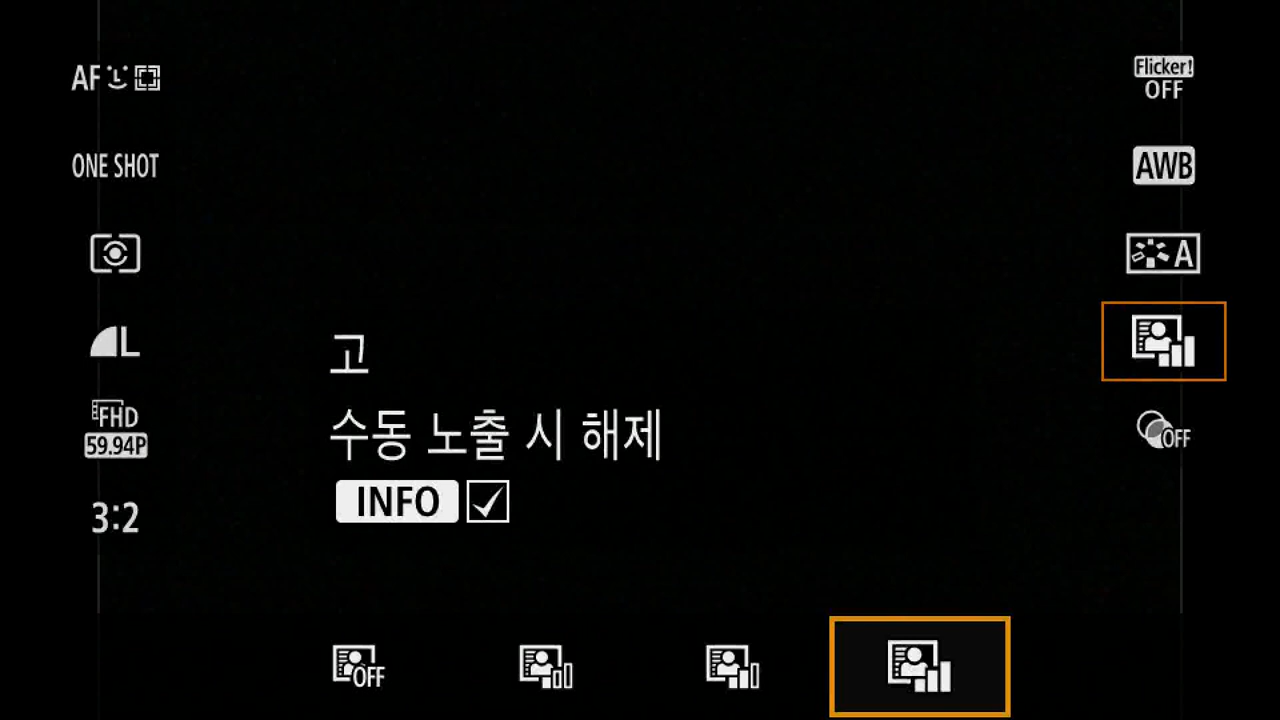 AF
ONE SHOT
L
FHD
59.94P
3:2
고
수동 노출 시 해제
INFO
OFF
Flicker!
OFF
AWB
A
OFF